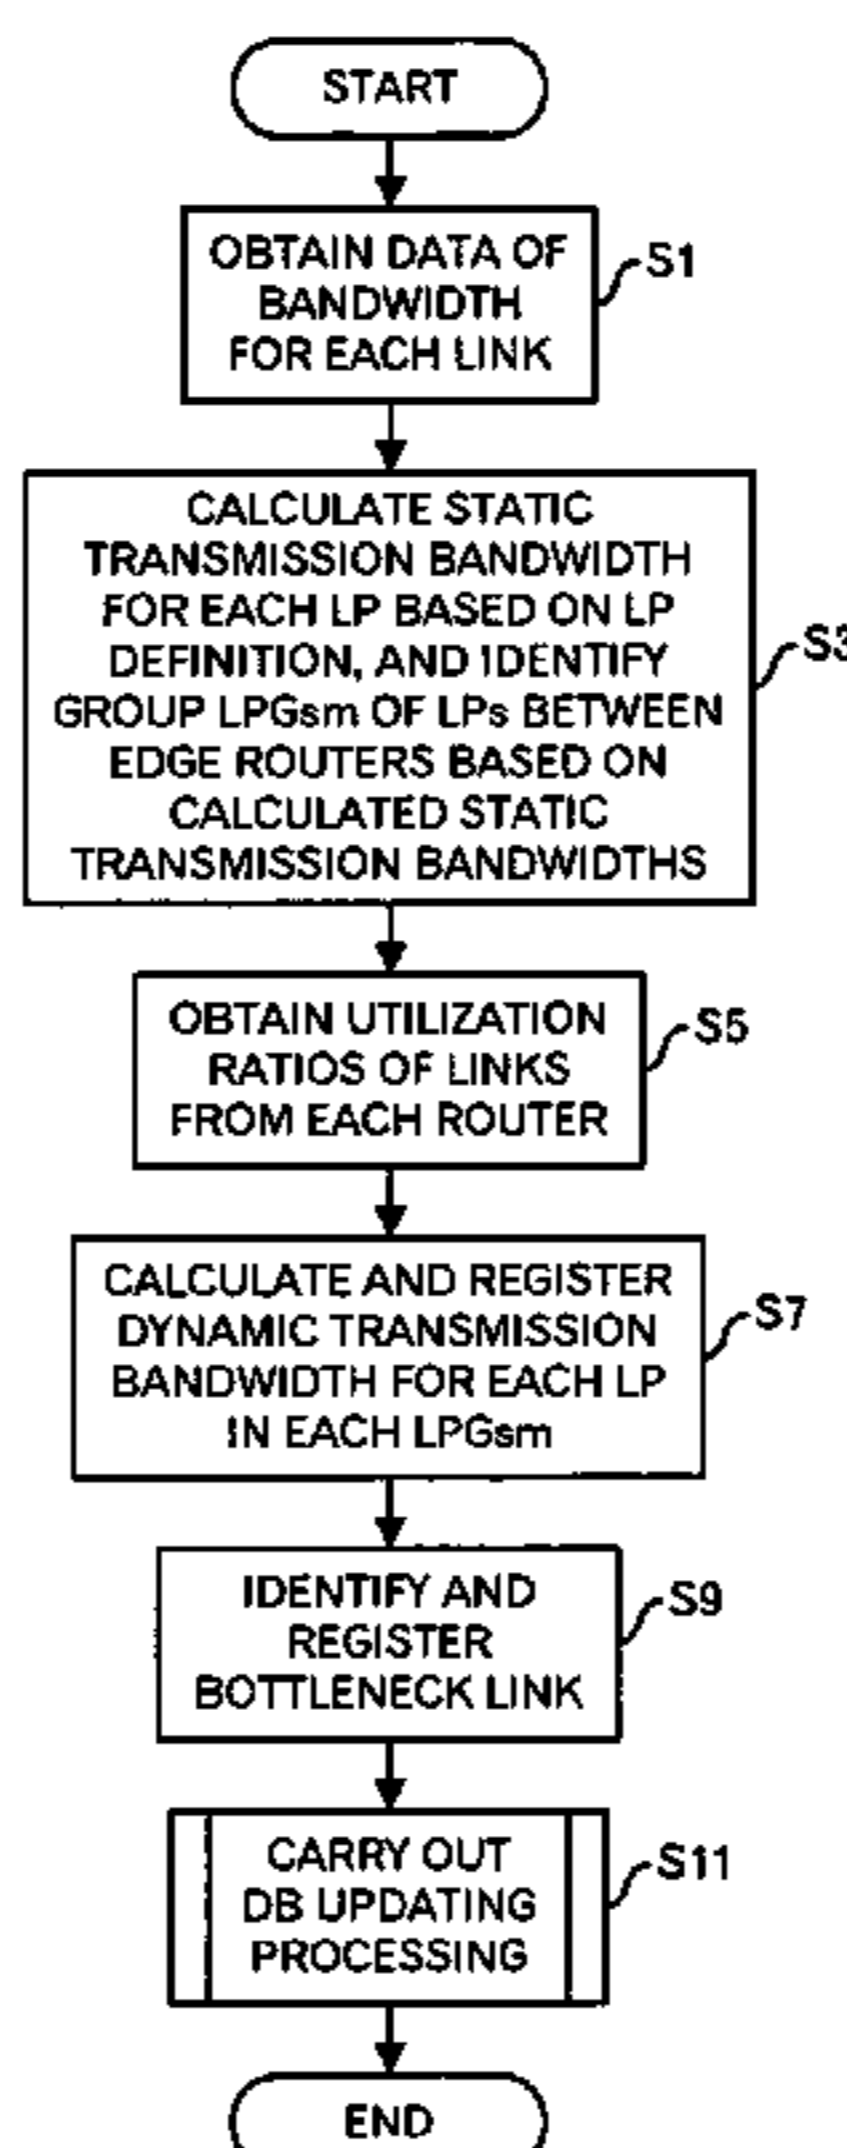 START
OBTAIN DATA OF
BANDWIDTH
FOR EACH LINK
S1
CALCULATE STATIC
TRANSMISSION BANDWIDTH
FOR EACH LP BASED ON LP
DEFINITION, AND IDENTIFY
GROUP LPGsm OF LPs BETWEEN
EDGE ROUTERS BASED ON
CALCULATED STATIC
TRANSMISSION BANDWIDTHS
S3
OBTAIN UTILIZATION
RATIOS OF LINKS
FROM EACH ROUTER
S5
CALCULATE AND REGISTER
DYNAMIC TRANSMISSION
BANDWIDTH FOR EACH LP
IN EACH LPGsm
S7
IDENTIFY AND
REGISTER
BOTTLENECK LINK
S9
CARRY OUT
DB UPDATING
PROCESSING
S11
END